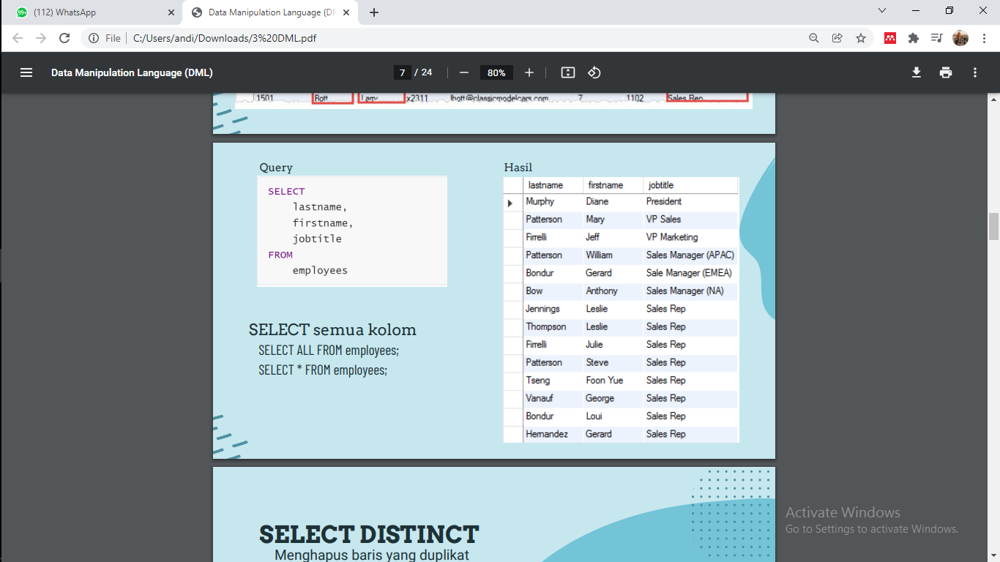 99+ (112) WhatsApp
Data Manipulation Language (DM
File C:/Users/andi/Downloads/3%20DML.pdf
Data Manipulation Language (DML)
7 / 24
80%
1501 Bott Larry x2311 lbott@classicmodelcars.com 7 1102 Sales Rep
Query
SELECT
lastname,
firstname,
jobtitle
FROM
employees
SELECT semua kolom
SELECT ALL FROM employees;
SELECT * FROM employees;
Hasil
lastname firstname jobtitle
Murphy Diane President
Patterson Mary VP Sales
Firrelli Jeff VP Marketing
Patterson William Sales Manager (APAC)
Bondur Gerard Sale Manager (EMEA)
Bow Anthony Sales Manager (NA)
Jennings Leslie Sales Rep
Thompson Leslie Sales Rep
Firrelli Julie Sales Rep
Patterson Steve Sales Rep
Tseng Foon Yue Sales Rep
Vanauf George Sales Rep
Bondur Loui Sales Rep
Hernandez Gerard Sales Rep
SELECT DISTINCT
Menghapus baris yang duplikat
Activate Windows
Go to Settings to activate Windows.